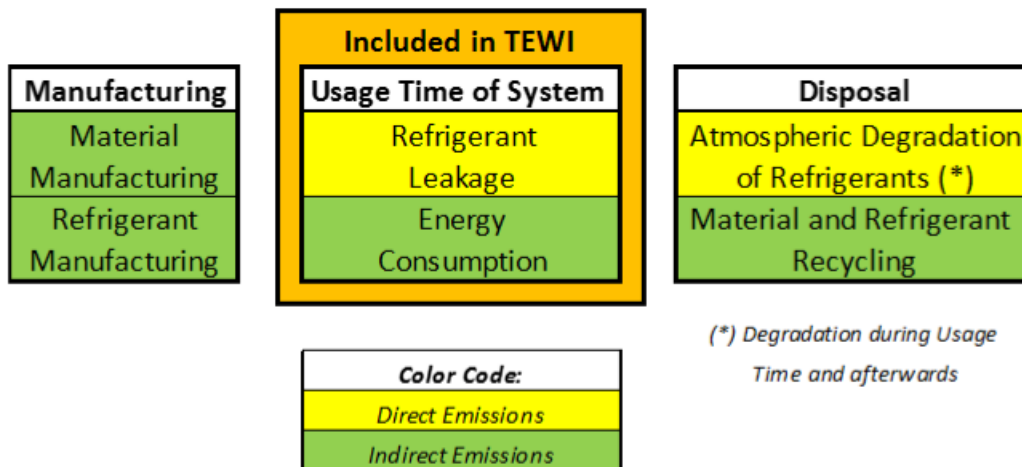 Included in TEWI
Manufacturing
Material
Manufacturing
Refrigerant
Manufacturing
Usage Time of System
Refrigerant
Leakage
Energy
Consumption
Disposal
Atmospheric Degradation
of Refrigerants (*)
Material and Refrigerant
Recycling
(*) Degradation during Usage
Time and afterwards
Color Code:
Direct Emissions
Indirect Emissions